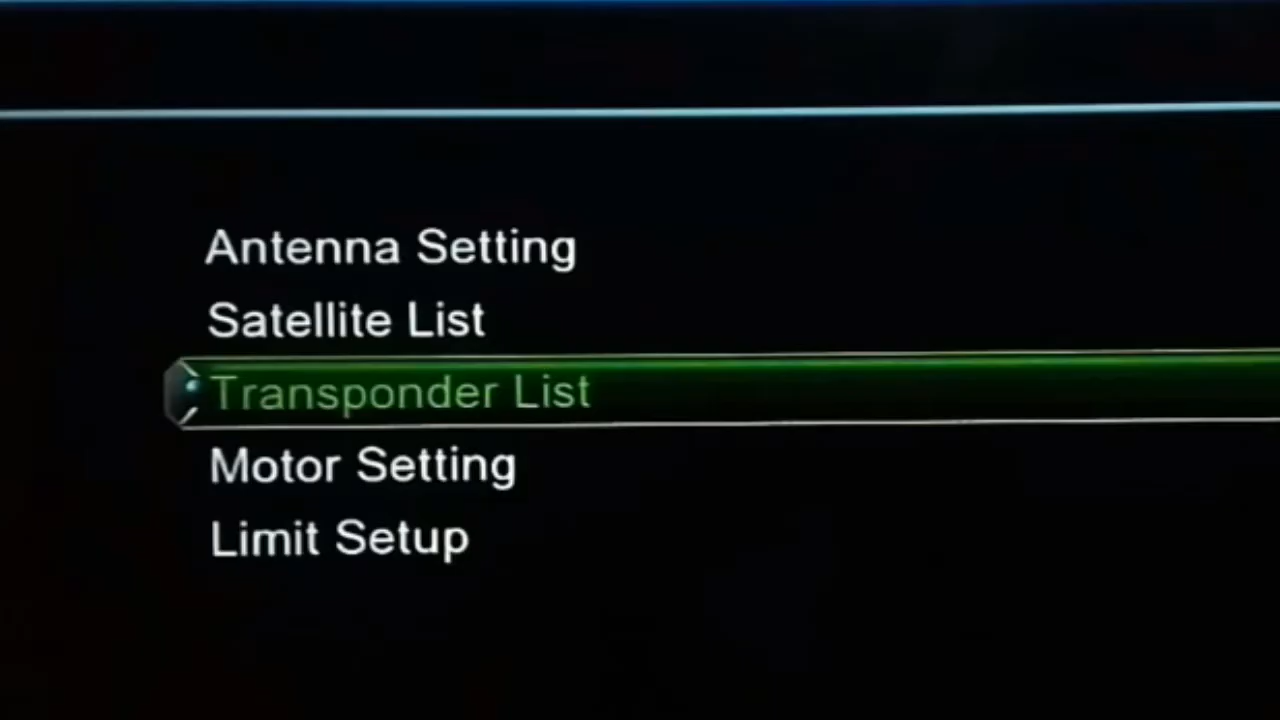 Antenna Setting
Satellite List
Transponder List
Motor Setting
Limit Setup